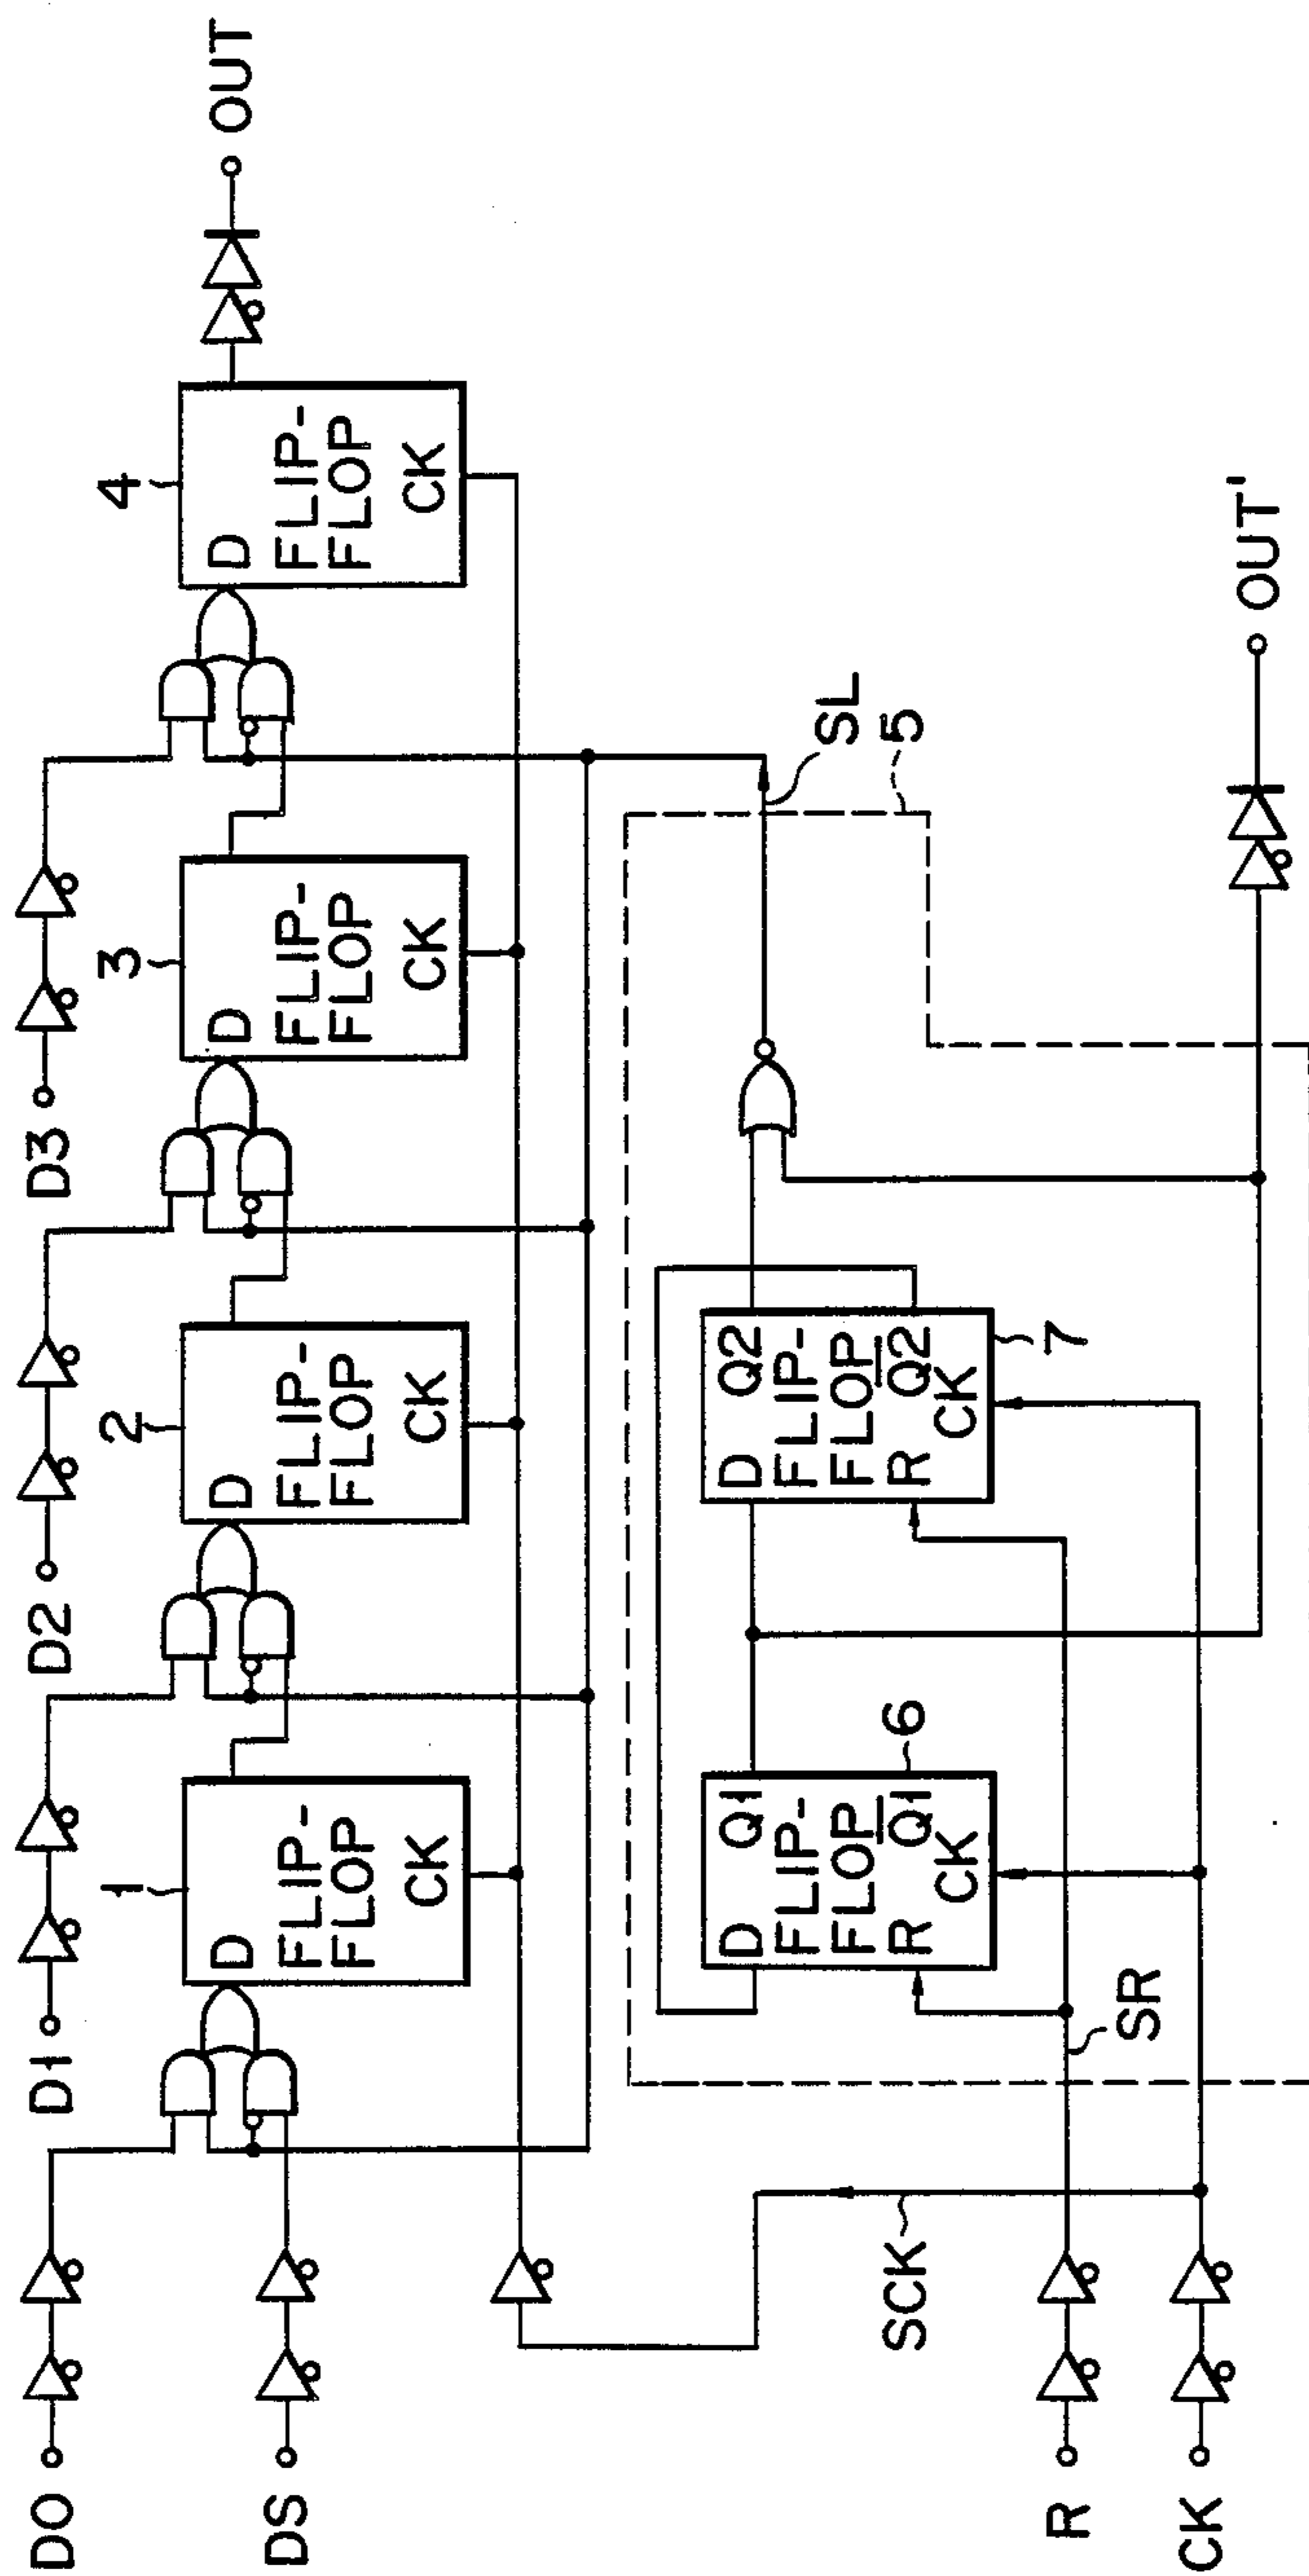 D0
D1
D2
D3
DS
1
D
FLIP-
FLOP
CK
2
D
FLIP-
FLOP
CK
3
D
FLIP-
FLOP
CK
4
D
FLIP-
FLOP
CK
OUT
SL
5
D Q1
FLIP-
FLOP
R Q1
CK
6
D Q2
FLIP-
FLOP
R Q2
CK
7
SCK
SR
R
CK
OUT'